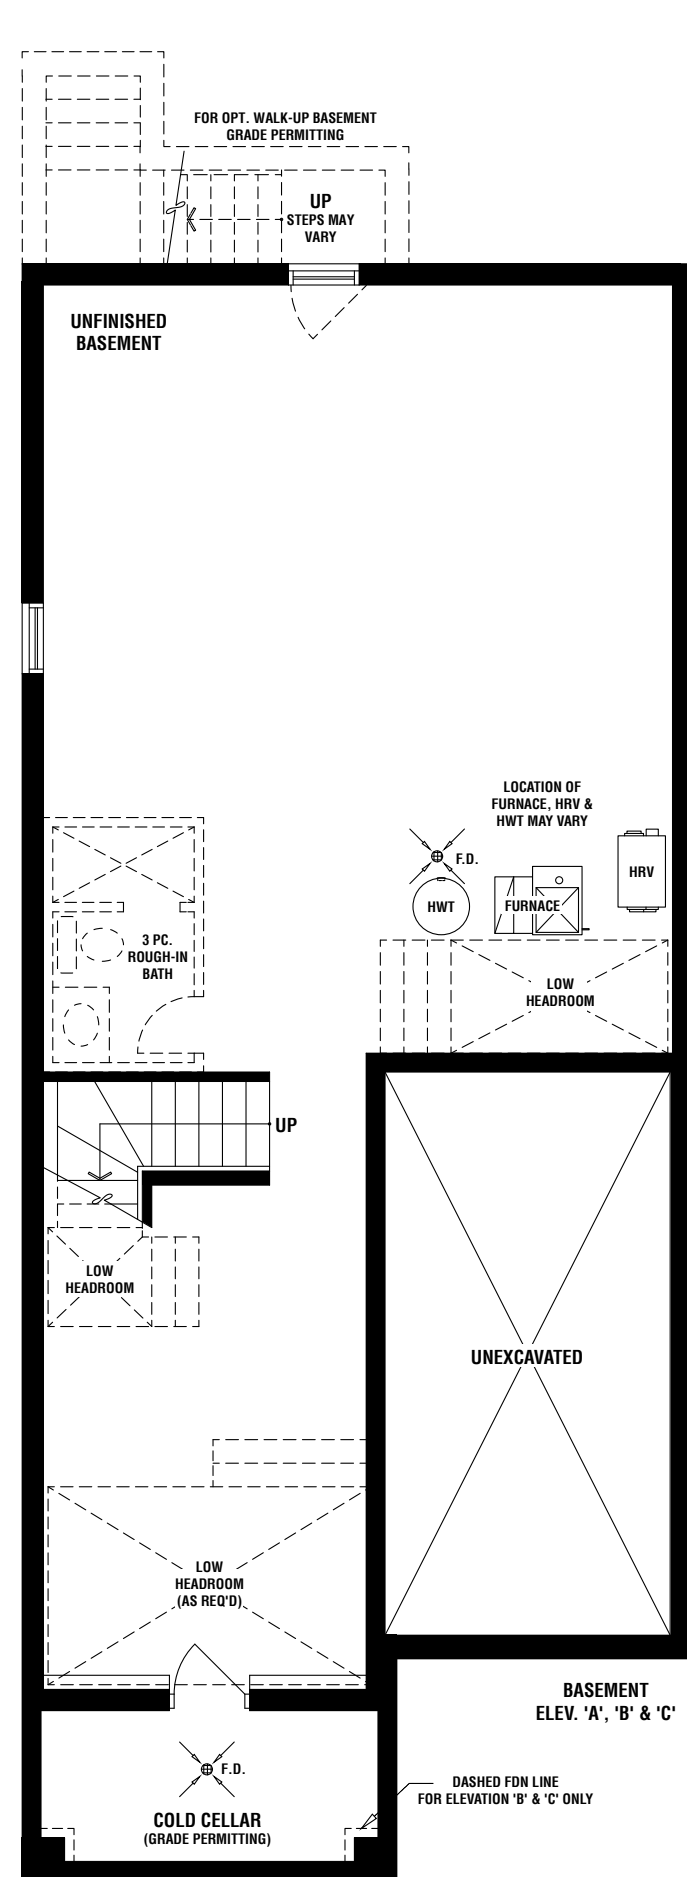 FOR OPT. WALK-UP BASEMENT
GRADE PERMITTING
UP
STEPS MAY
VARY
UNFINISHED
BASEMENT
LOCATION OF
FURNACE, HRV &
HWT MAY VARY
F.D.
HRV
HWT
FURNACE
3 PC.
ROUGH-IN
BATH
LOW
HEADROOM
UP
LOW
HEADROOM
UNEXCAVATED
LOW
HEADROOM
(AS REQ'D)
BASEMENT
ELEV. 'A', 'B' & 'C'
F.D.
DASHED FDN LINE
FOR ELEVATION 'B' & 'C' ONLY
COLD CELLAR
(GRADE PERMITTING)